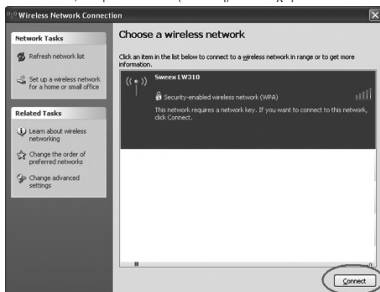 Wireless Network Connection
Network Tasks
Refresh network list
Set up a wireless network
for a home or small office
Related Tasks
Learn about wireless
networking
Change the order of
preferred networks
Change advanced
settings
Choose a wireless network
Click an item in the list below to connect to a wireless network in range or to get more
information.
Sweex LW310
Security-enabled wireless network (WPA)
This network requires a network key. If you want to connect to this network,
click Connect.
Connect